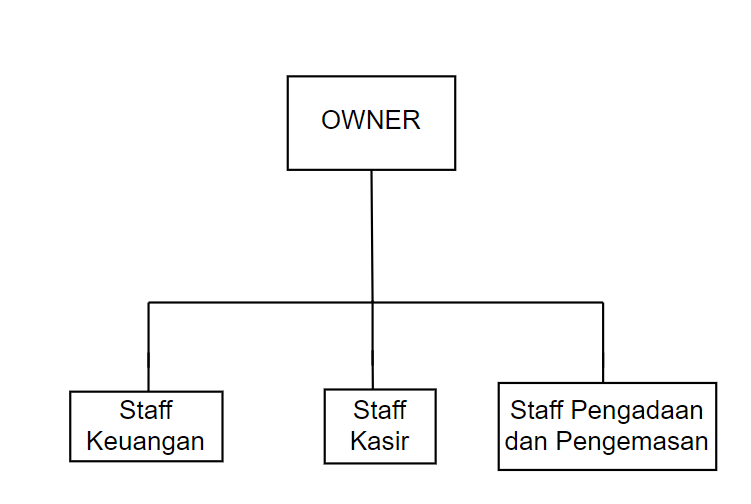 OWNER
Staff
Keuangan
Staff
Kasir
Staff Pengadaan
dan Pengemasan